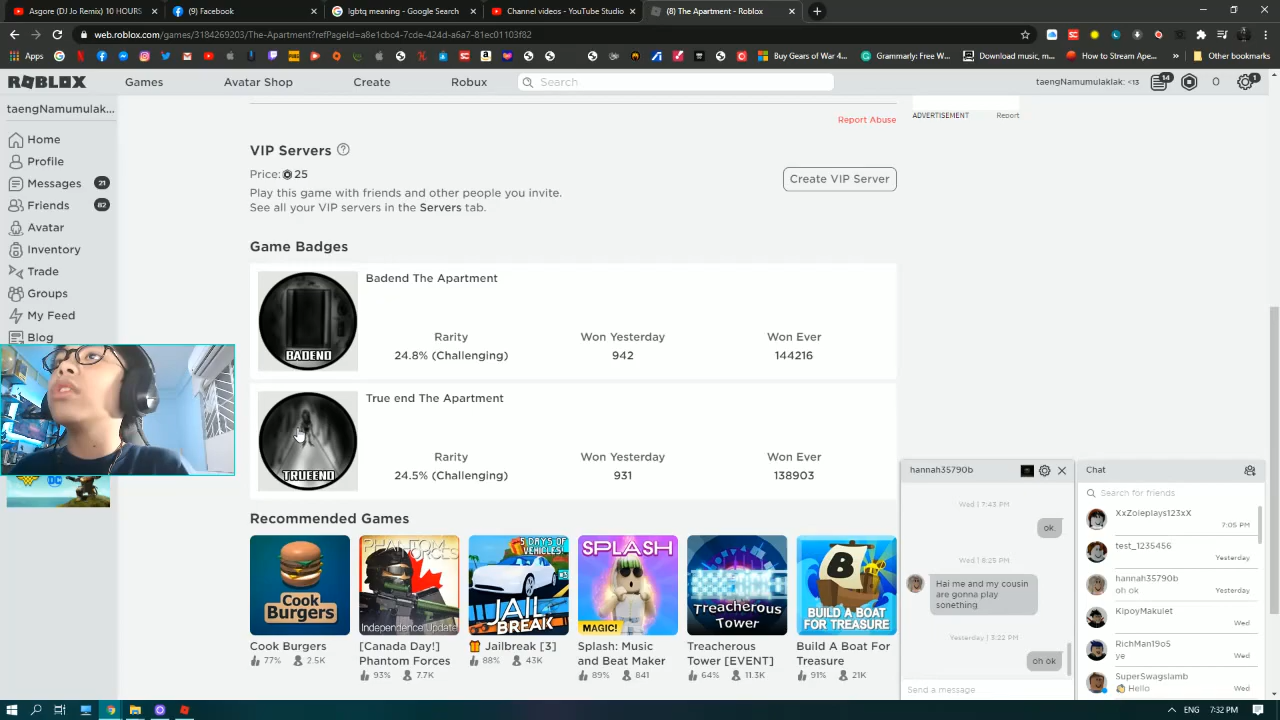 Agsore (DJ Jo Remix) 10 HOURS
Facebook
lgbtq meaning - Google Search
Channel videos - YouTube Studio
(8) The Apartment - Roblox
web.roblox.com/games/3184269203/The-Apartment?refPageId=a8e1cbc4-7cde-424d-a6a7-81ec01103f82
Apps
Buy Gears of War 4...
Grammarly: Free W...
Download music, m...
How to Stream Ape...
Other bookmarks
ROBLOX
Games
Avatar Shop
Create
Robux
Search
taengNamumulaklak: <13
14
0
1
taengNamumulak...
Home
Profile
Messages 21
Friends 82
Avatar
Inventory
Trade
Groups
My Feed
Blog
DC
Report Abuse
ADVERTISEMENT
Report
VIP Servers
Price: 25
Create VIP Server
Play this game with friends and other people you invite.
See all your VIP servers in the Servers tab.
Game Badges
BADEND
Badend The Apartment
Rarity
Won Yesterday
Won Ever
24.8% (Challenging)
942
144216
TRUEEND
True end The Apartment
Rarity
Won Yesterday
Won Ever
24.5% (Challenging)
931
138903
Recommended Games
Cook
Burgers
PHANTOM
FORCES
Independence Update
5 DAYS OF
VEHICLES!
JAIL
BREAK
SPLASH
MAGIC!
Treacherous
Tower
B
BUILD A BOAT
FOR TREASURE
Cook Burgers
77% 2.5K
[Canada Day!]
Phantom Forces
93% 7.7K
Jailbreak [3]
88% 43K
Splash: Music
and Beat Maker
89% 841
Treacherous
Tower [EVENT]
64% 11.3K
Build A Boat For
Treasure
91% 21K
hannah35790b
Wed | 7:43 PM
ok.
Wed | 8:25 PM
Hai me and my cousin
are gonna play
sonething
Yesterday | 3:22 PM
oh ok
Send a message
Chat
Search for friends
XxZoleplays123xX
7:05 PM
test_1235456
Yesterday
hannah35790b
oh ok
Yesterday
KipoyMakulet
Wed
RichMan19o5
ye
Wed
SuperSwagslamb
Hello
Wed
ENG
7:32 PM